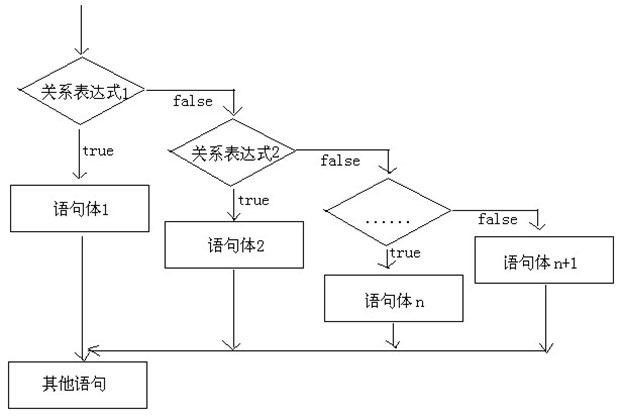 关系表达式1
false
true
关系表达式2
false
语句体1
true
......
false
语句体2
true
语句体n+1
语句体n
其他语句